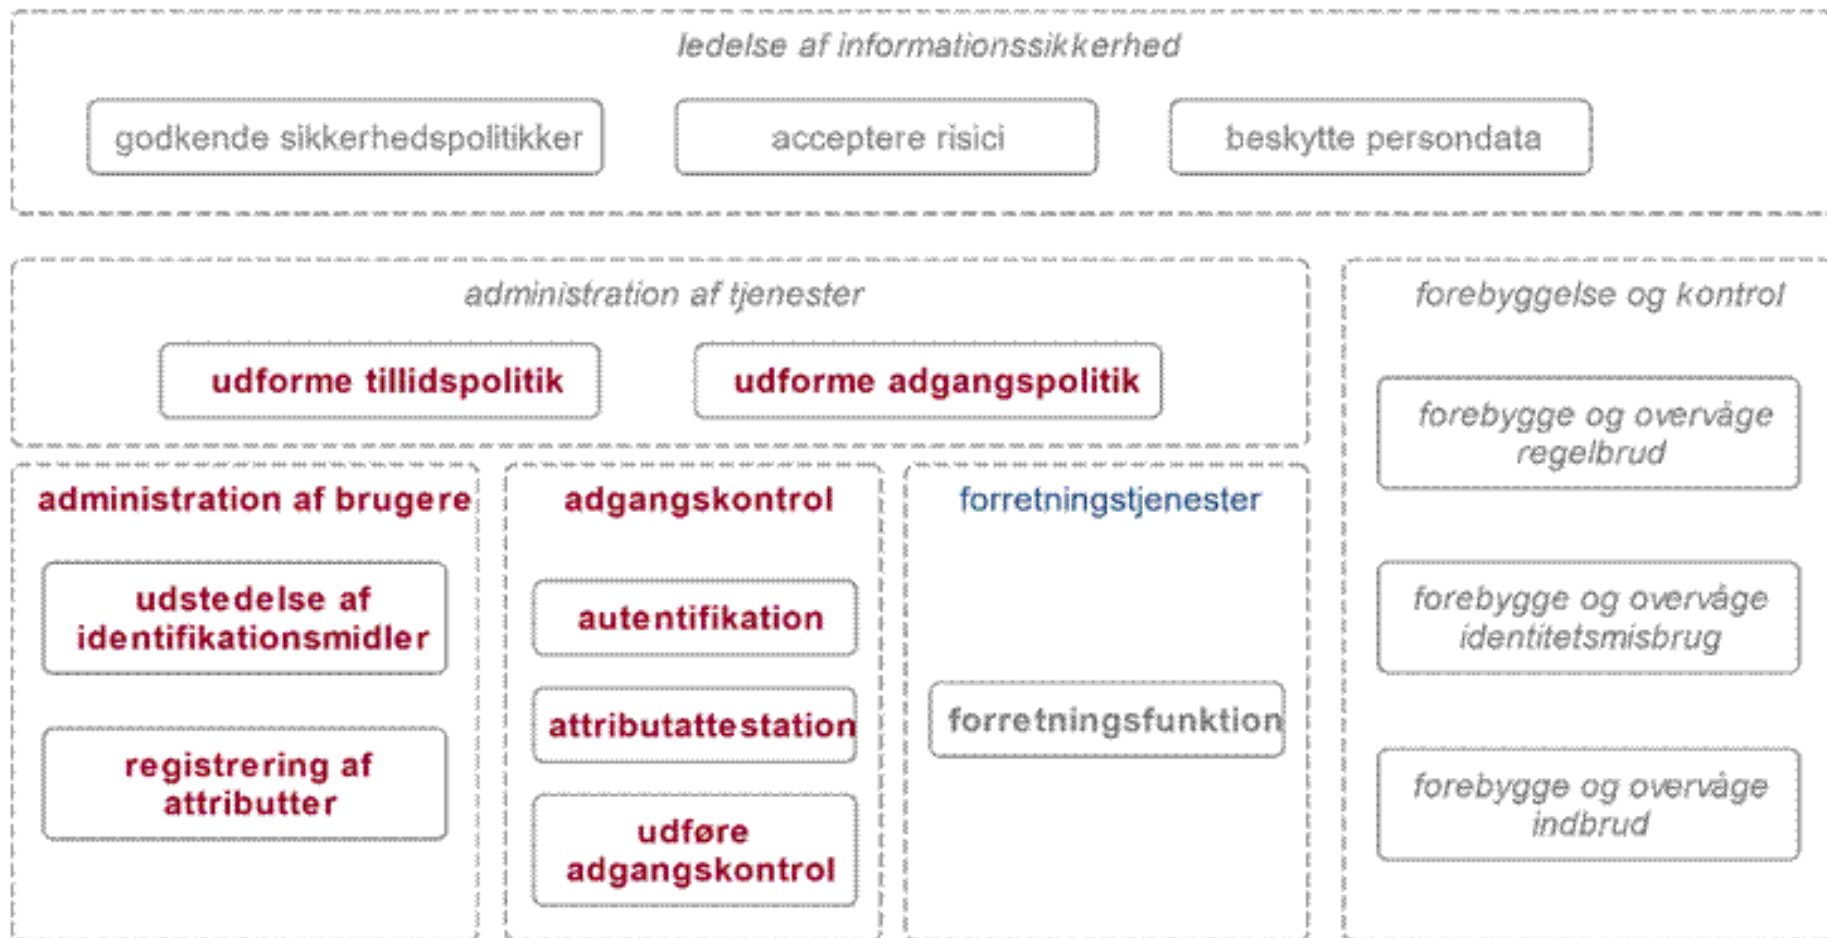 ledelse af informationssikkerhed
godkende sikkerhedspolitikker
acceptere risici
beskytte persondata
administration af tjenester
udforme tillidspolitik
udforme adgangspolitik
administration af brugere
udstedelse af
identifikationsmidler
registrering af
attributter
adgangskontrol
autentifikation
attributattestation
udføre
adgangskontrol
forretningstjenester
forretningsfunktion
forebyggelse og kontrol
forebygge og overvåge
regelbrud
forebygge og overvåge
identitetsmisbrug
forebygge og overvåge
indbrud